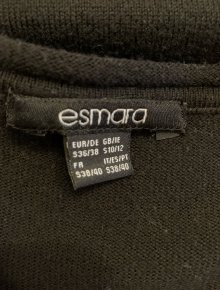 esmara
EUR/DE GB/IE
S36/38 S10/12
FR IT/ES/PT
S38/40 S38/40